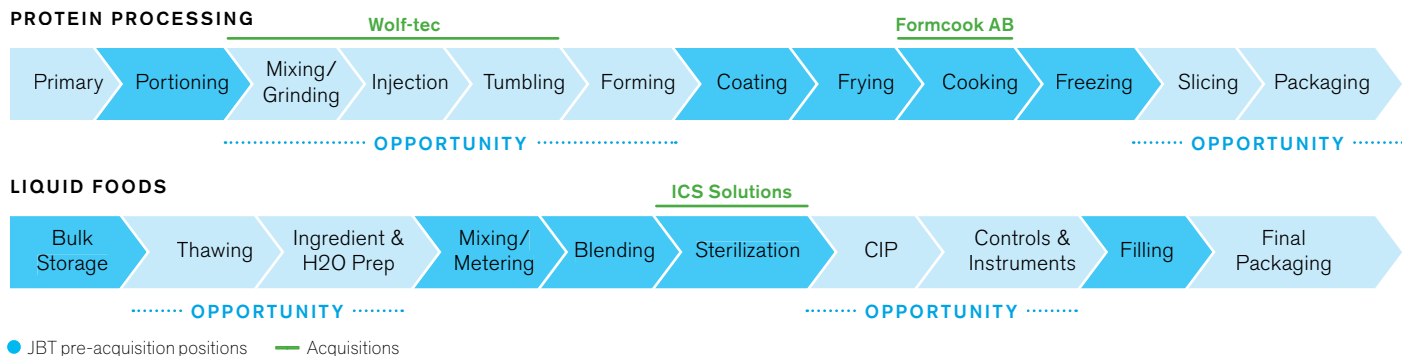 PROTEIN PROCESSING
Wolf-tec
Formcook AB
Primary
Portioning
Mixing/
Grinding
Injection
Tumbling
Forming
Coating
Frying
Cooking
Freezing
Slicing
Packaging
OPPORTUNITY
OPPORTUNITY
LIQUID FOODS
ICS Solutions
Bulk
Storage
Thawing
Ingredient &
H2O Prep
Mixing/
Metering
Blending
Sterilization
CIP
Controls &
Instruments
Filling
Final
Packaging
OPPORTUNITY
OPPORTUNITY
JBT pre-acquisition positions
Acquisitions